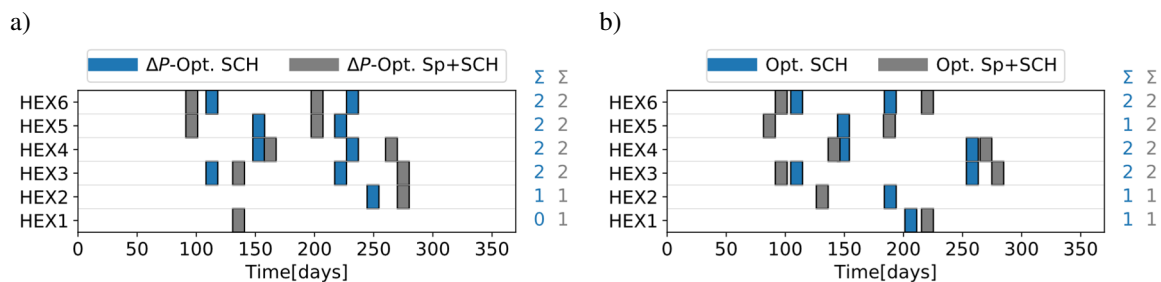 a)
b)
ΔP-Opt. SCH ΔP-Opt. Sp+SCH
Opt. SCH Opt. Sp+SCH
Σ Σ
HEX6 2 2
HEX5 2 2
HEX4 2 2
HEX3 2 2
HEX2 1 1
HEX1 0 1
0 50 100 150 200 250 300 350
Time[days]
Σ Σ
HEX6 2 2
HEX5 1 2
HEX4 2 2
HEX3 2 2
HEX2 1 1
HEX1 1 1
0 50 100 150 200 250 300 350
Time[days]